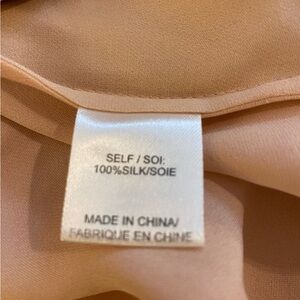 SELF / SOI:
100%SILK/SOIE
MADE IN CHINA/
FABRIQUE EN CHINE